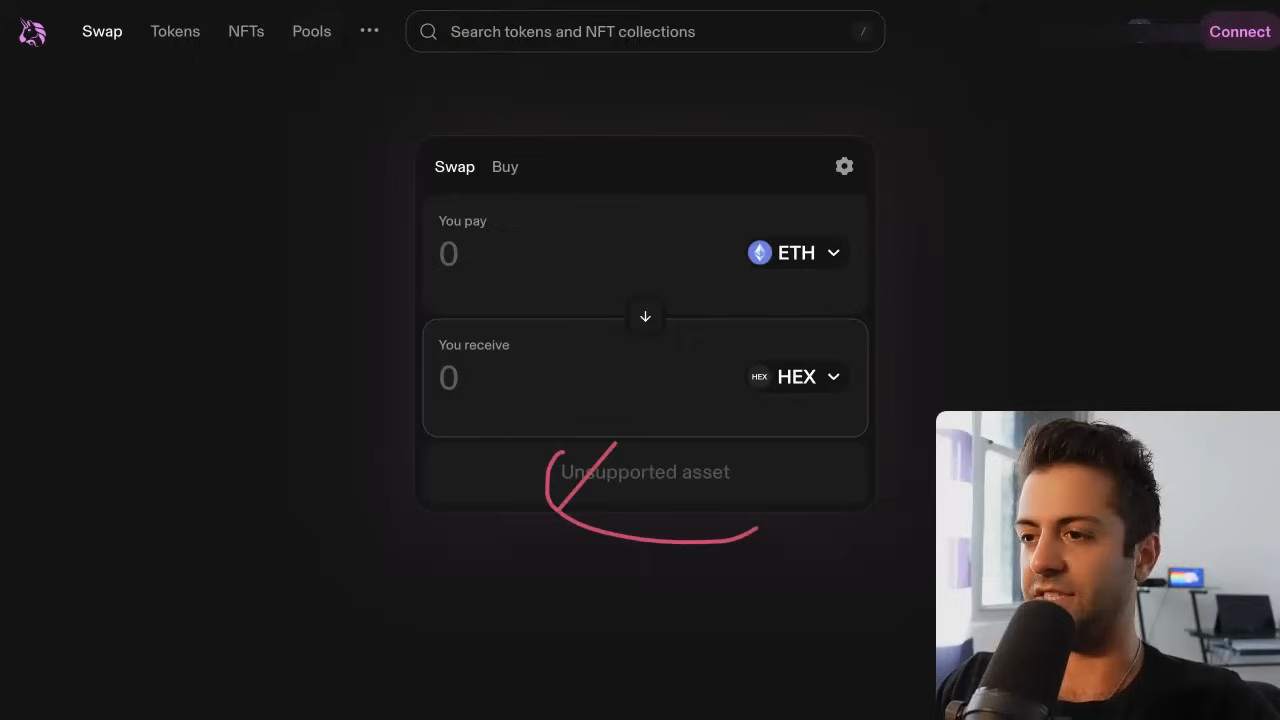 Swap Tokens NFTs Pools ... Search tokens and NFT collections / Connect
Swap Buy
You pay
0 ETH
You receive
0 HEX HEX
Unsupported asset